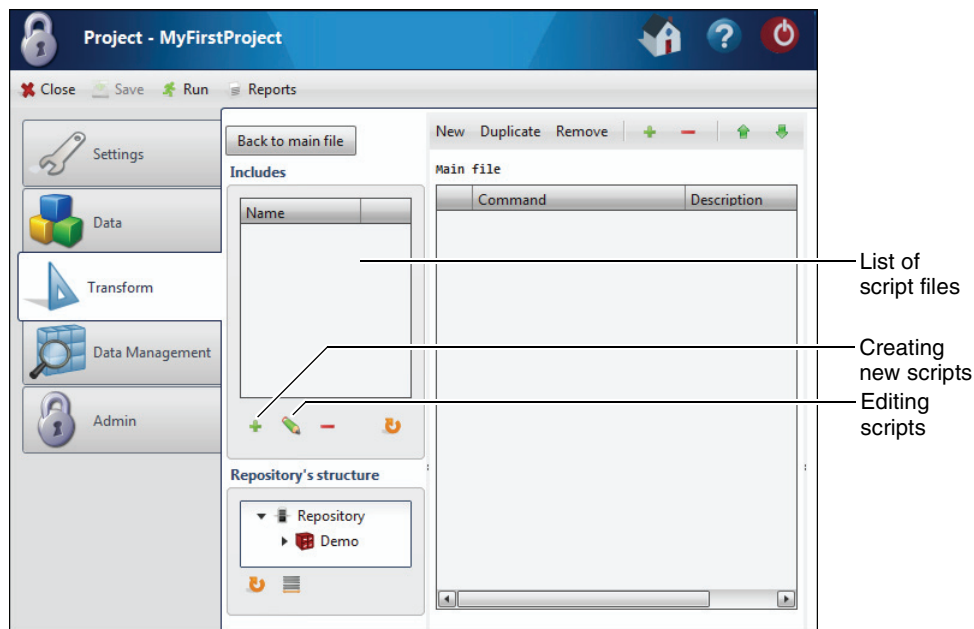 Project - MyFirstProject
Close Save Run Reports
Settings
Data
Transform
Data Management
Admin
Back to main file
Includes
Name
Repository's structure
Repository
Demo
New Duplicate Remove
Main file
Command Description
List of
script files
Creating
new scripts
Editing
scripts